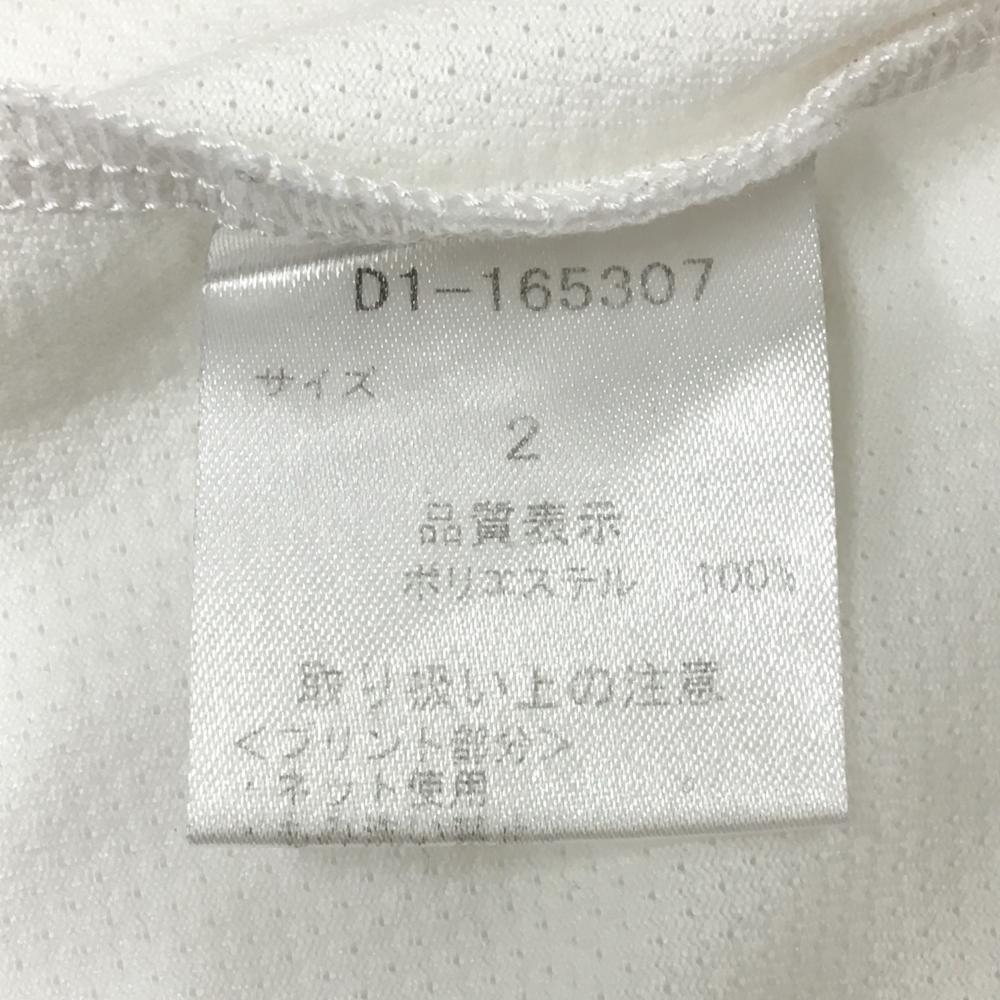 D1-165307
サイズ
2
品質表示
ポリエステル 100%
取り扱い上の注意
<プリント部分>
・ネット使用